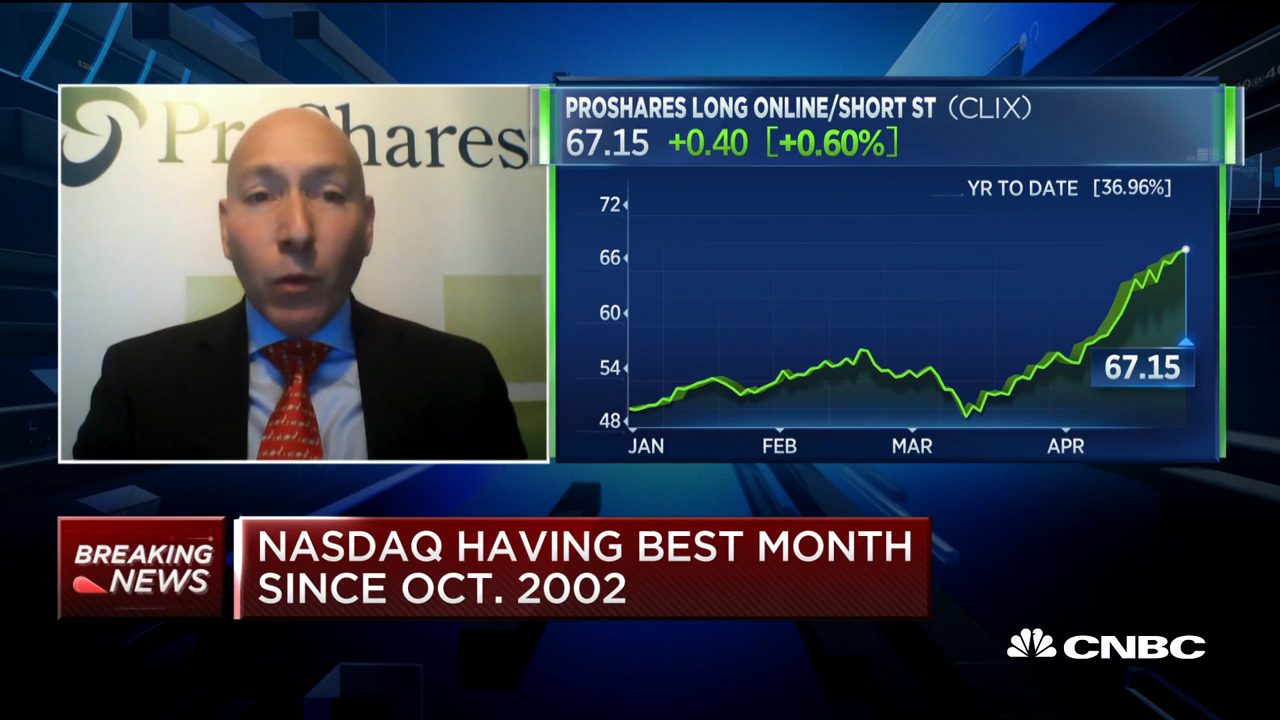 ProShares
PROSHARES LONG ONLINE/SHORT ST (CLIX)
67.15 +0.40 [+0.60%]
YR TO DATE [36.96%]
72
66
60
54
48
67.15
JAN FEB MAR APR
BREAKING
NEWS
NASDAQ HAVING BEST MONTH
SINCE OCT. 2002
CNBC